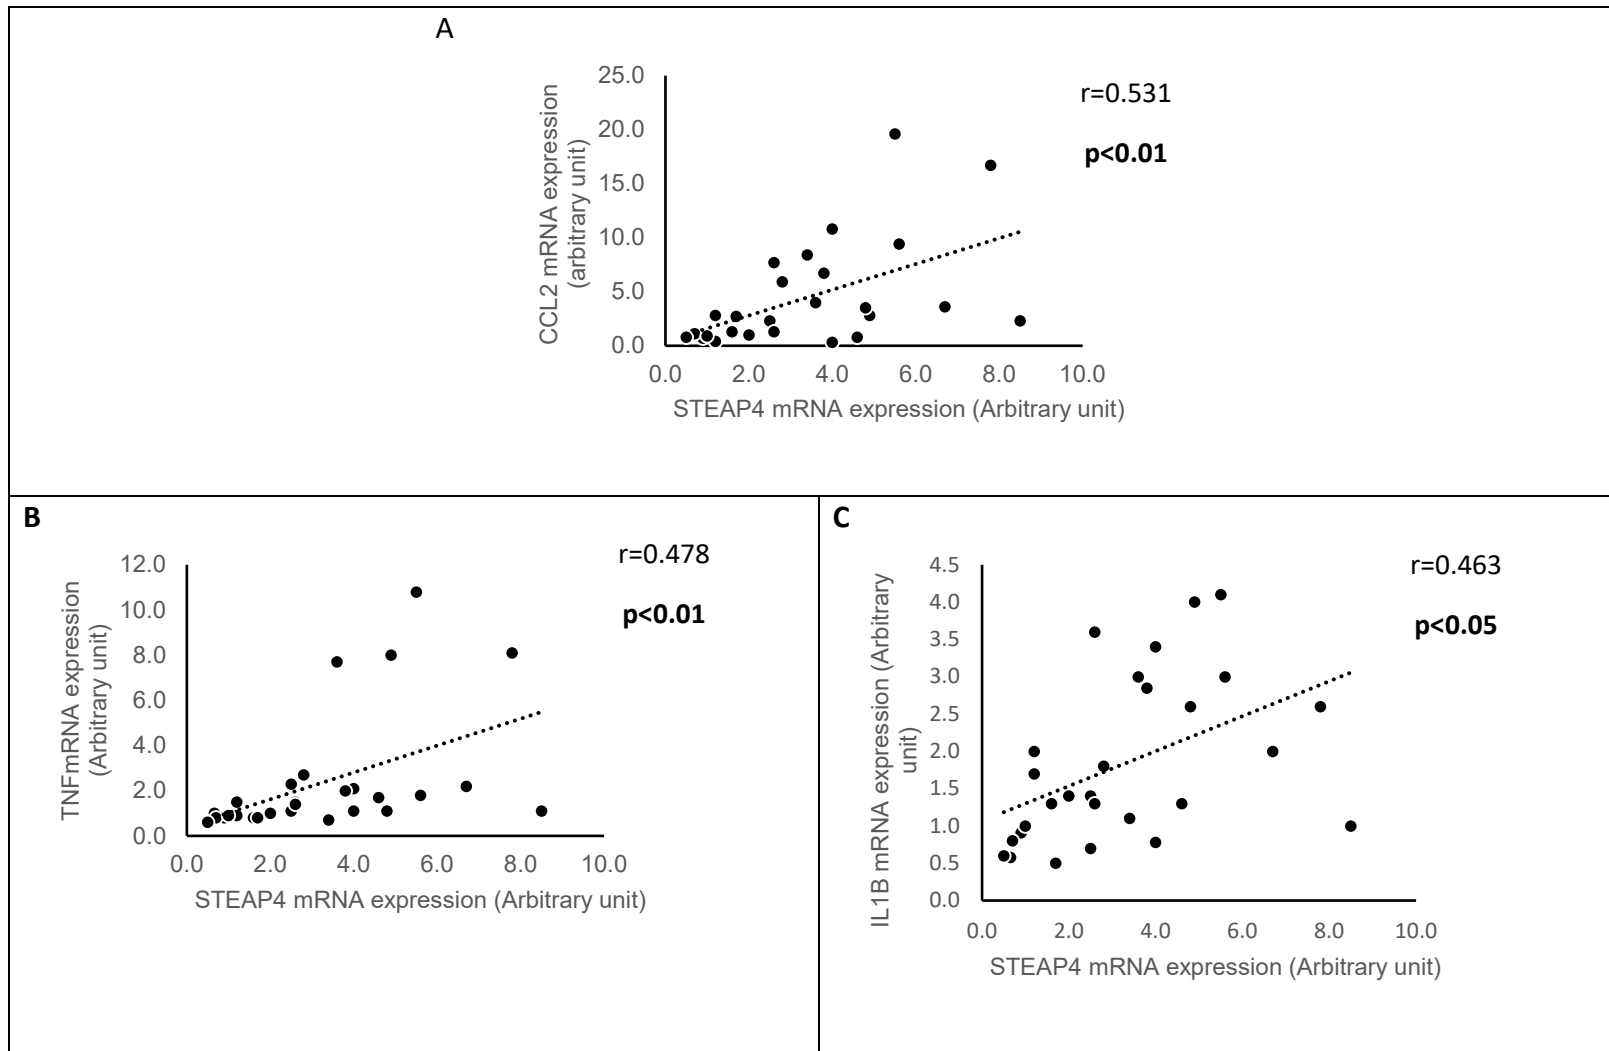 A
25.0
20.0
15.0
10.0
5.0
0.0
CCL2 mRNA expression
(arbitrary unit)
0.0 2.0 4.0 6.0 8.0 10.0
STEAP4 mRNA expression (Arbitrary unit)
r=0.531
p<0.01
B
12.0
10.0
8.0
6.0
4.0
2.0
0.0
TNFmRNA expression
(Arbitrary unit)
0.0 2.0 4.0 6.0 8.0 10.0
STEAP4 mRNA expression (Arbitrary unit)
r=0.478
p<0.01
C
4.5
4.0
3.5
3.0
2.5
2.0
1.5
1.0
0.5
0.0
IL1B mRNA expression (Arbitrary
unit)
0.0 2.0 4.0 6.0 8.0 10.0
STEAP4 mRNA expression (Arbitrary unit)
r=0.463
p<0.05